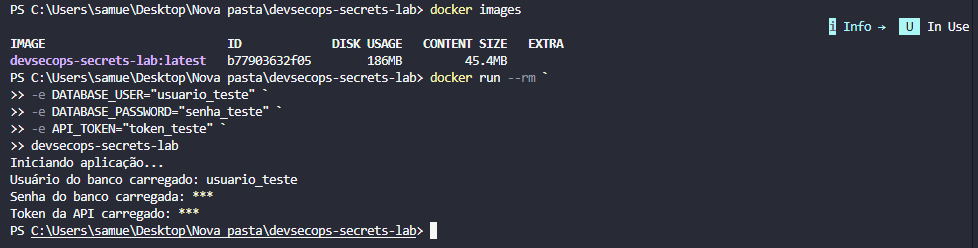 PS C:\Users\samue\Desktop\Nova pasta\devsecops-secrets-lab> docker images
i Info → U In Use
IMAGE ID DISK USAGE CONTENT SIZE EXTRA
devsecops-secrets-lab:latest b77903632f05 186MB 45.4MB
PS C:\Users\samue\Desktop\Nova pasta\devsecops-secrets-lab> docker run --rm `
>> -e DATABASE_USER="usuario_teste" `
>> -e DATABASE_PASSWORD="senha_teste" `
>> -e API_TOKEN="token_teste" `
>> devsecops-secrets-lab
Iniciando aplicação...
Usuário do banco carregado: usuario_teste
Senha do banco carregada: ***
Token da API carregado: ***
PS C:\Users\samue\Desktop\Nova pasta\devsecops-secrets-lab>